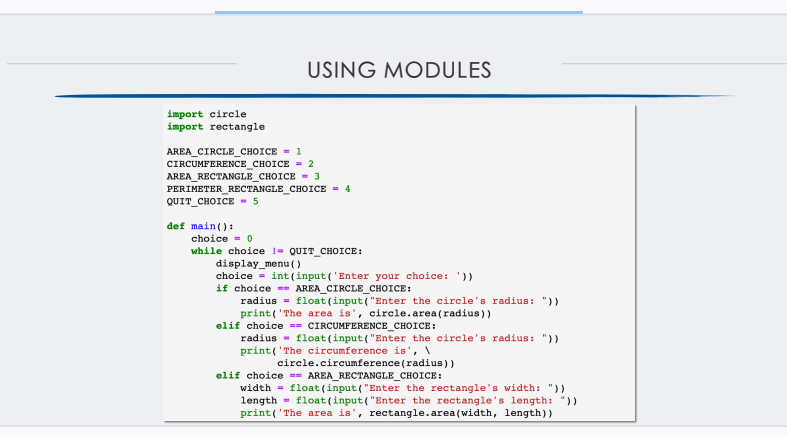 USING MODULES
import circle
import rectangle

AREA_CIRCLE_CHOICE = 1
CIRCUMFERENCE_CHOICE = 2
AREA_RECTANGLE_CHOICE = 3
PERIMETER_RECTANGLE_CHOICE = 4
QUIT_CHOICE = 5

def main():
    choice = 0
    while choice != QUIT_CHOICE:
        display_menu()
        choice = int(input('Enter your choice: '))
        if choice == AREA_CIRCLE_CHOICE:
            radius = float(input("Enter the circle's radius: "))
            print('The area is', circle.area(radius))
        elif choice == CIRCUMFERENCE_CHOICE:
            radius = float(input("Enter the circle's radius: "))
            print('The circumference is', \
                  circle.circumference(radius))
        elif choice == AREA_RECTANGLE_CHOICE:
            width = float(input("Enter the rectangle's width: "))
            length = float(input("Enter the rectangle's length: "))
            print('The area is', rectangle.area(width, length))